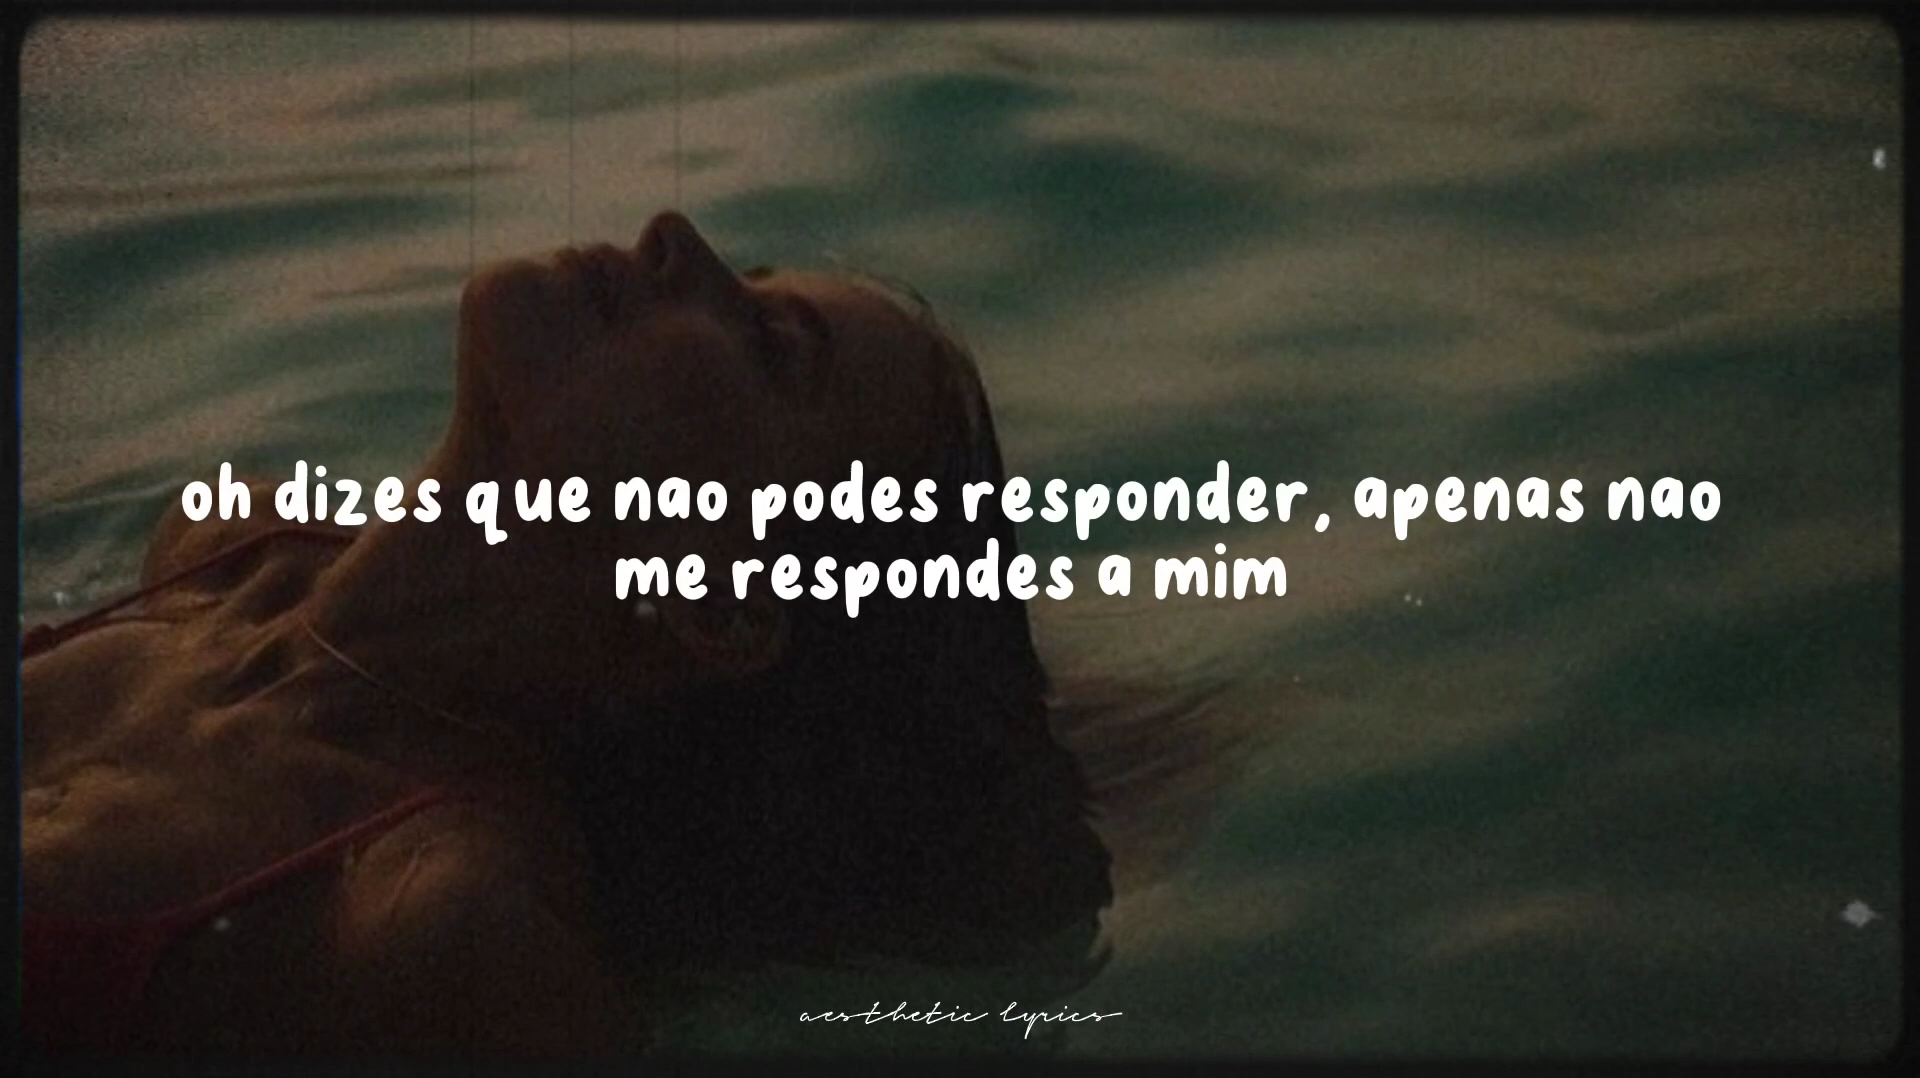 oh dizes que nao podes responder, apenas nao
me respondes a mim
aesthetic lyrics